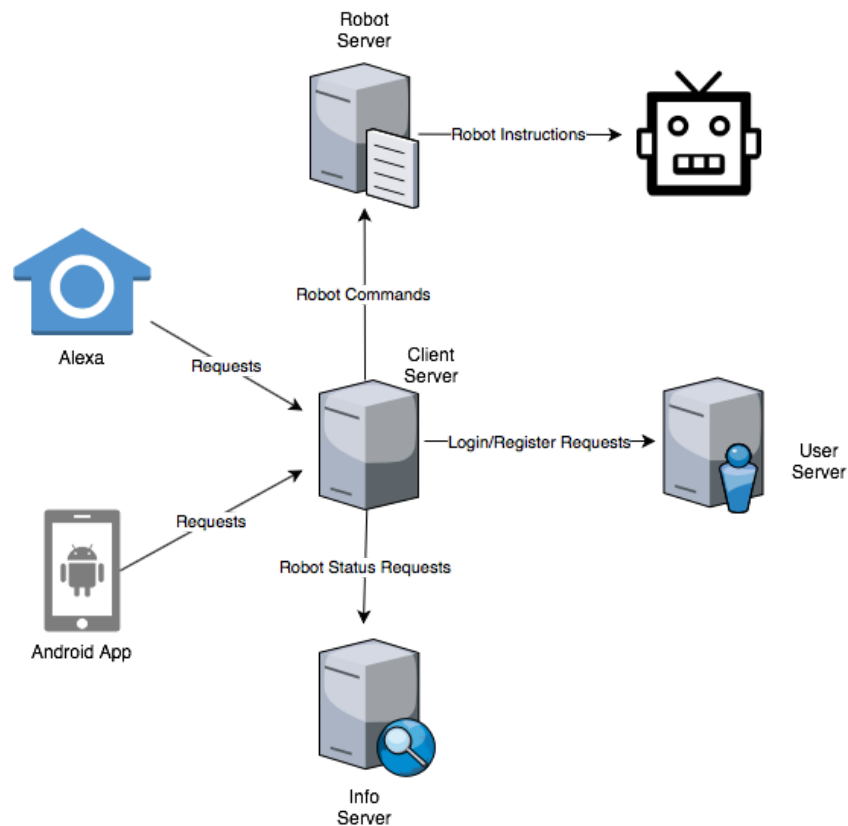 Robot
Server
Robot Instructions
Robot Commands
Alexa
Requests
Client
Server
Login/Register Requests
User
Server
Requests
Robot Status Requests
Android App
Info
Server